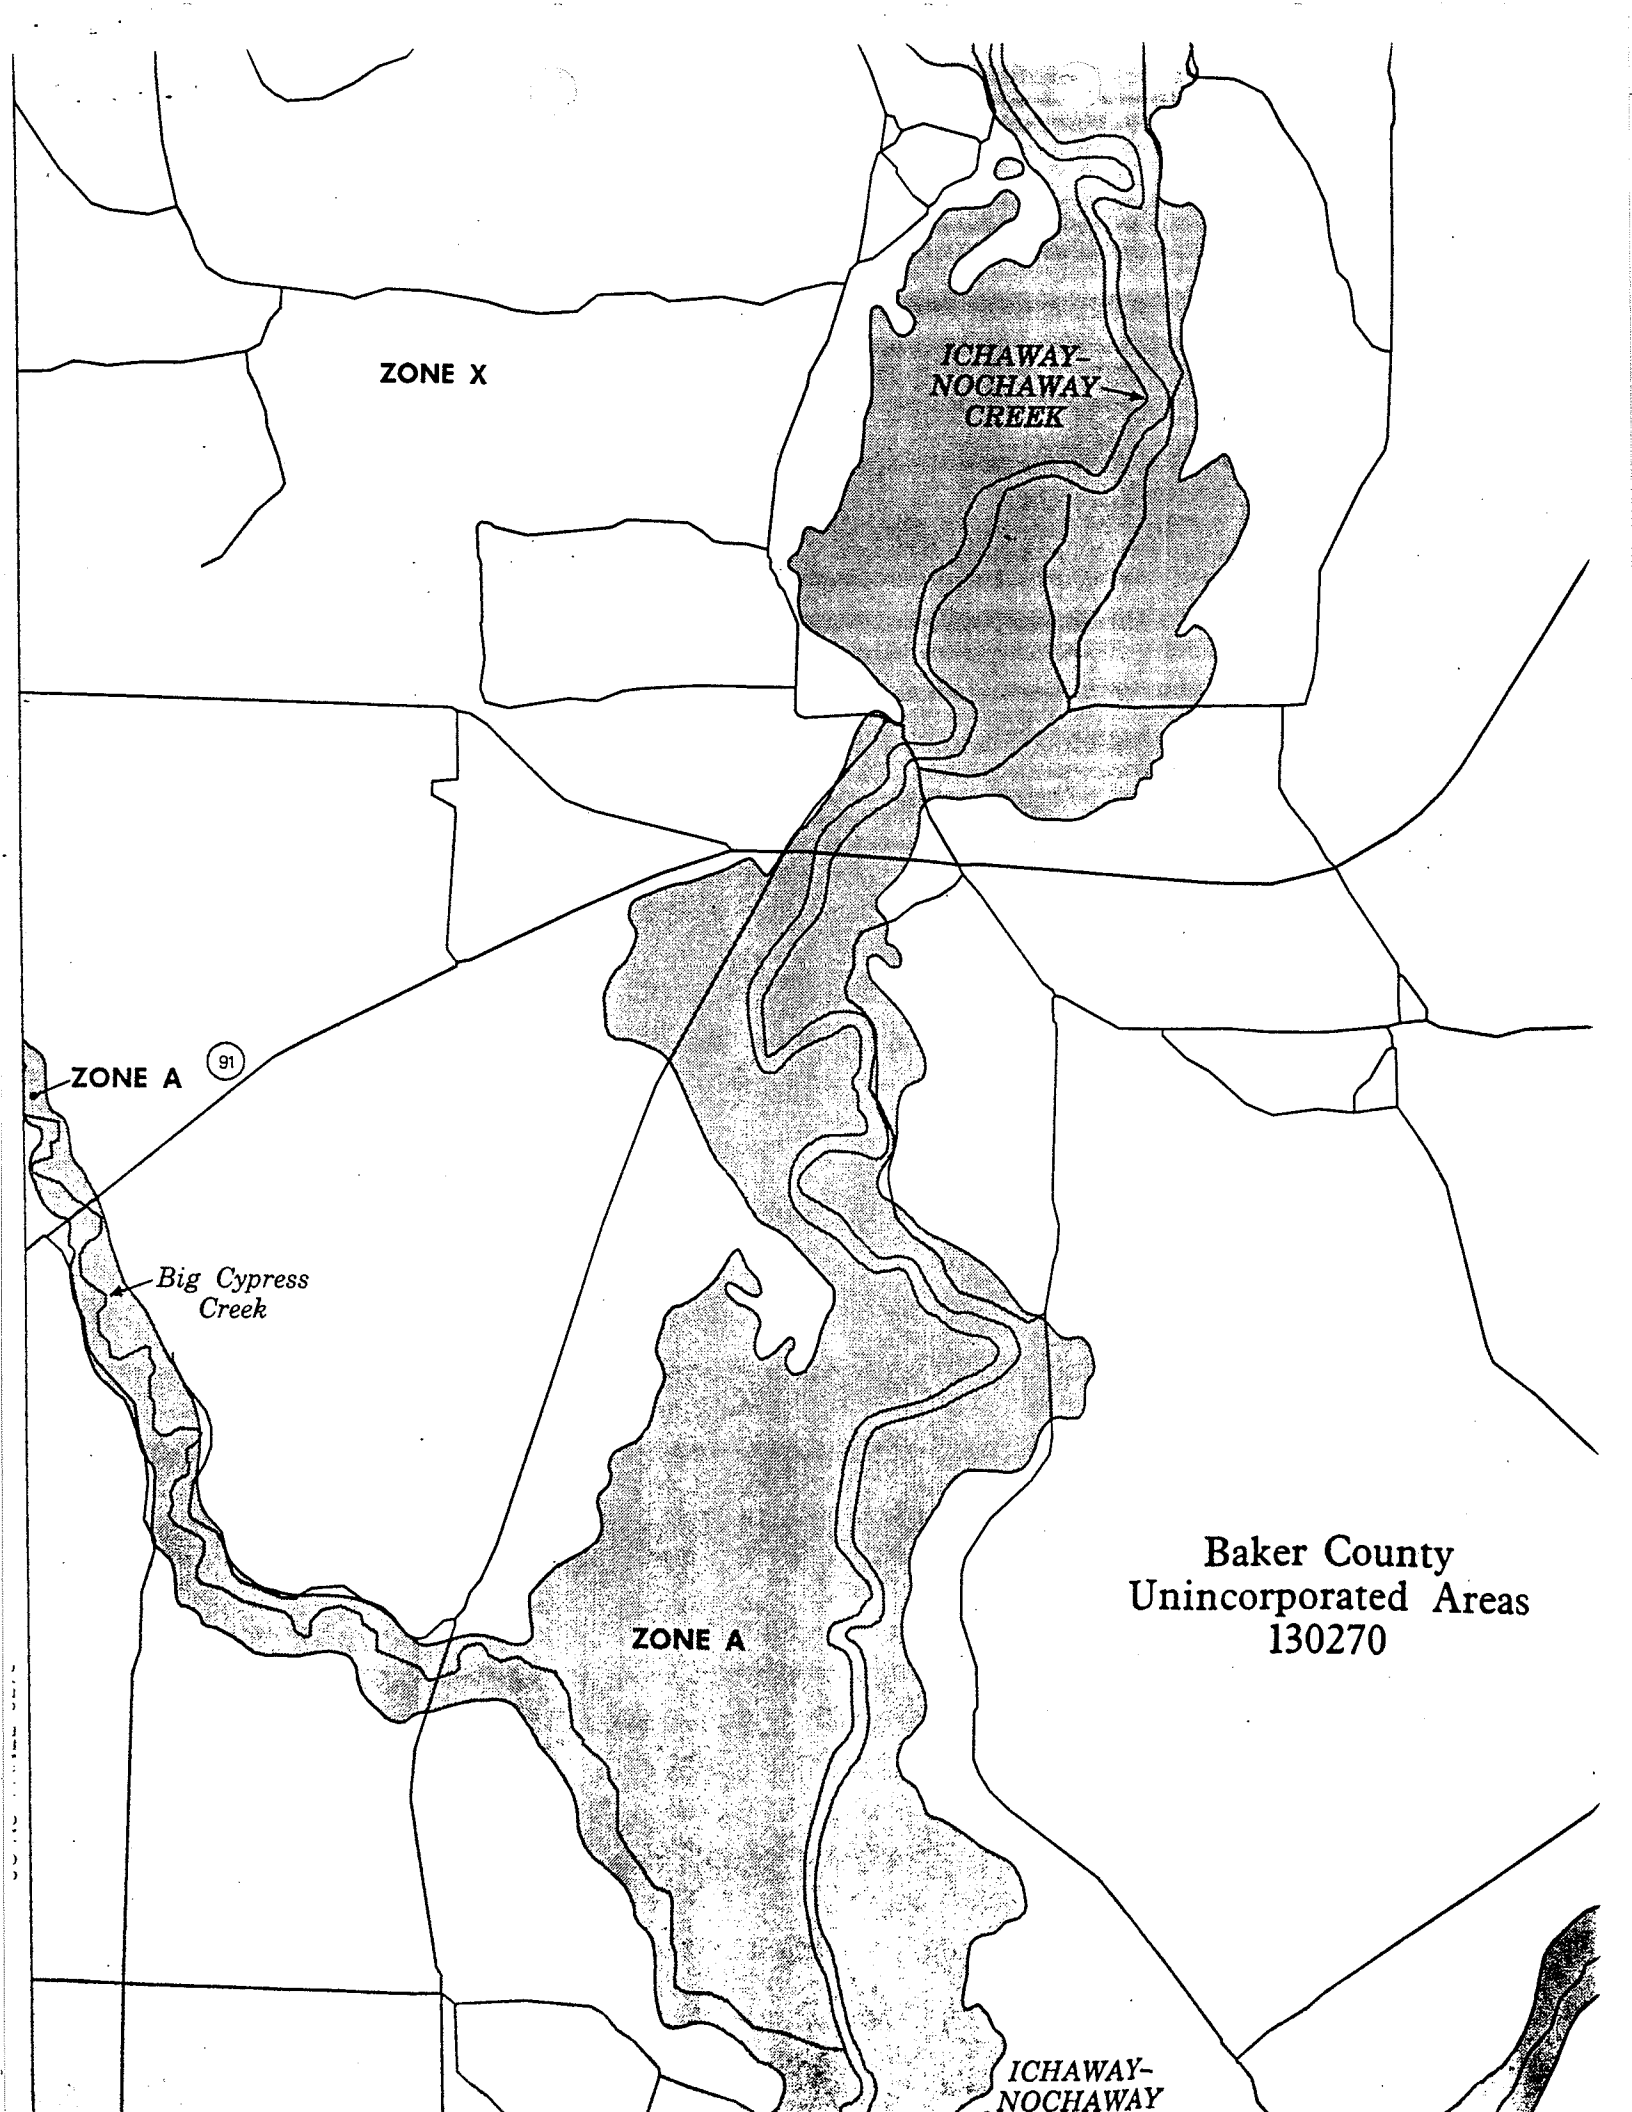 ZONE X
ICHAWAY-
NOCHAWAY
CREEK
ZONE A
91
Big Cypress
Creek
Baker County
Unincorporated Areas
130270
ZONE A
ICHAWAY-
NOCHAWAY